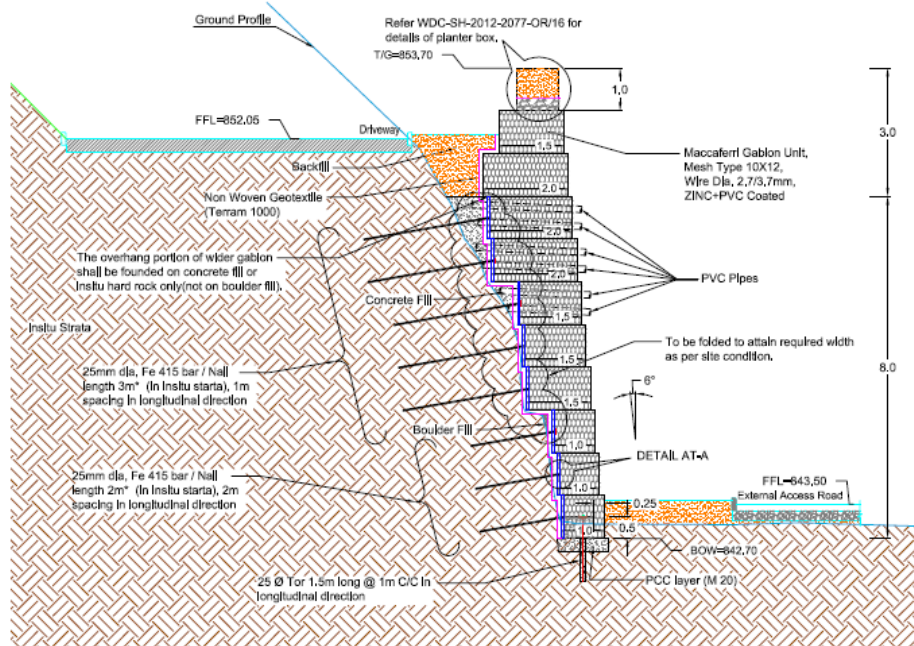 Ground Profile
Refer WDC-SH-2012-2077-OR/16 for
details of planter box.
T/G=853.70
1.0
FFL=852.05
Driveway
3.0
1.5
Backfill
Maccaferri Gabion Unit,
Mesh Type 10X12,
Wire Dia, 2.7/3.7mm,
ZINC+PVC Coated
Non Woven Geotextile
(Terram 1000)
2.0
2.0
The overhang portion of wider gabion
shall be founded on concrete fill or
Insitu hard rock only(not on boulder fill).
2.0
PVC Pipes
Concrete Fill
1.5
Insitu Strata
To be folded to attain required width
as per site condition.
1.5
8.0
25mm dia, Fe 415 bar / Nail
length 3m* (In Insitu starta), 1m
spacing in longitudinal direction
6°
1.5
Boulder Fill
1.0
DETAIL AT-A
25mm dia, Fe 415 bar / Nail
length 2m* (In Insitu starta), 2m
spacing in longitudinal direction
1.0
FFL=643.50
External Access Road
0.25
1.0
0.5
BOW=842.70
25 Ø Tor 1.5m long @ 1m C/C In
longitudinal direction
PCC layer (M 20)